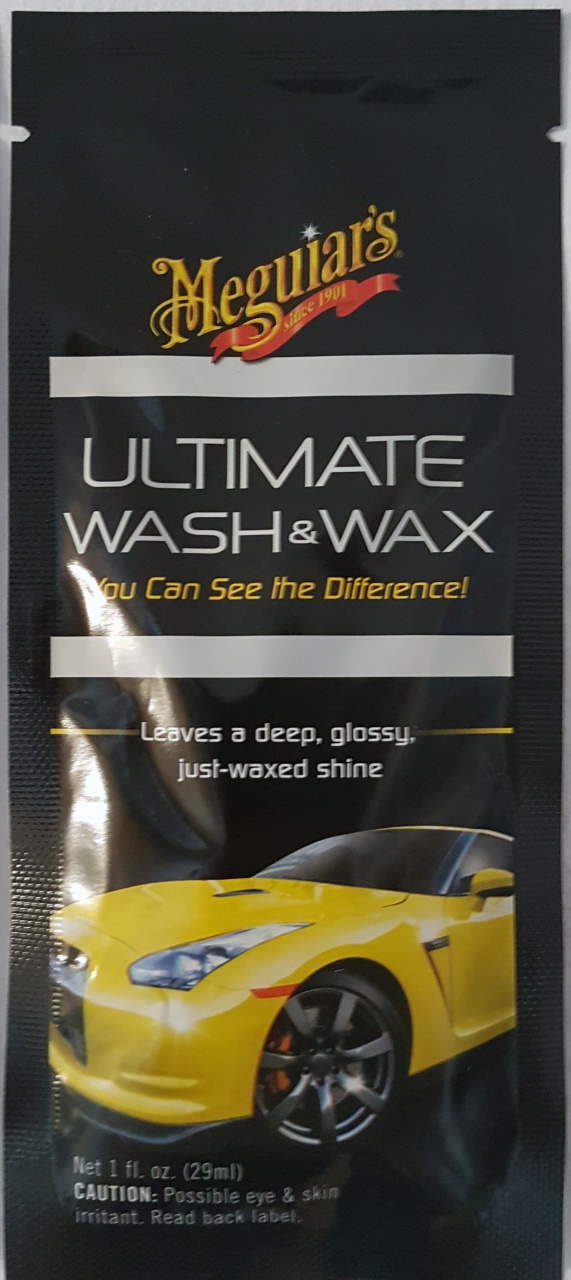 Meguiar's
since 1901
ULTIMATE
WASH & WAX
You Can See the Difference!
Leaves a deep, glossy,
just-waxed shine
Net 1 fl. oz. (29ml)
CAUTION: Possible eye & skin
irritant. Read back label.